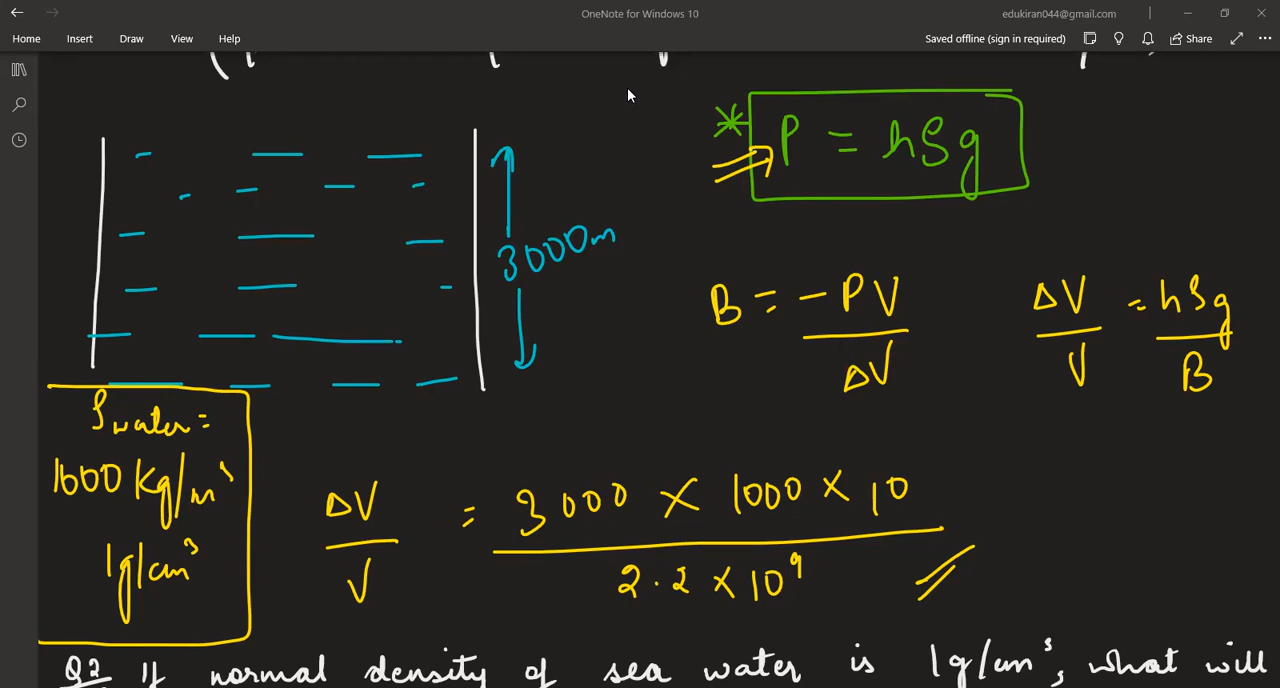 OneNote for Windows 10
edukiran044@gmail.com
Home Insert Draw View Help
Saved offline (sign in required)
Share
* P = hρg
3000m
B = -PV/ΔV
ΔV/V = hρg/B
ρwater =
1000 Kg/m³
1g/cm³
ΔV/V = 3000 × 1000 × 10 / 2.2 × 10⁹
Q2 If normal density of sea water is 1g/cm³, what will